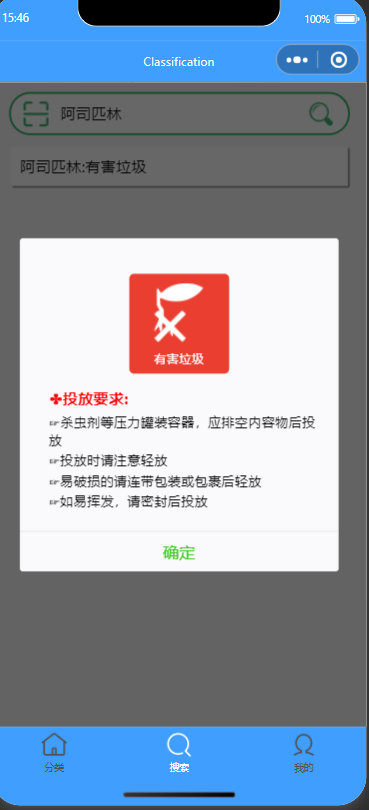 15:46
100%
Classification
阿司匹林
阿司匹林:有害垃圾
有害垃圾
✤投放要求:
☞杀虫剂等压力罐装容器，应排空内容物后投
放
☞投放时请注意轻放
☞易破损的请连带包装或包裹后轻放
☞如易挥发，请密封后投放
确定
分类
搜索
我的